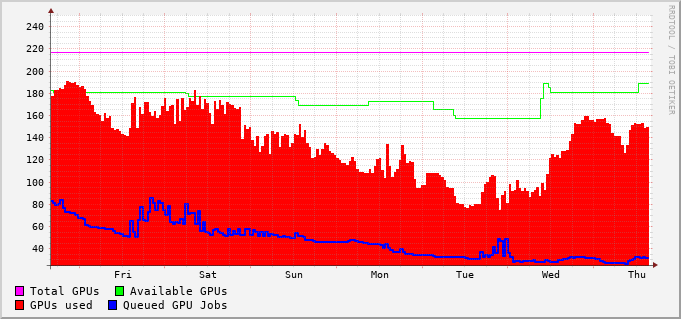 RRDTOOL / TOBI OETIKER
240
220
200
180
160
140
120
100
80
60
40
Fri Sat Sun Mon Tue Wed Thu
Total GPUs Available GPUs
GPUs used Queued GPU Jobs